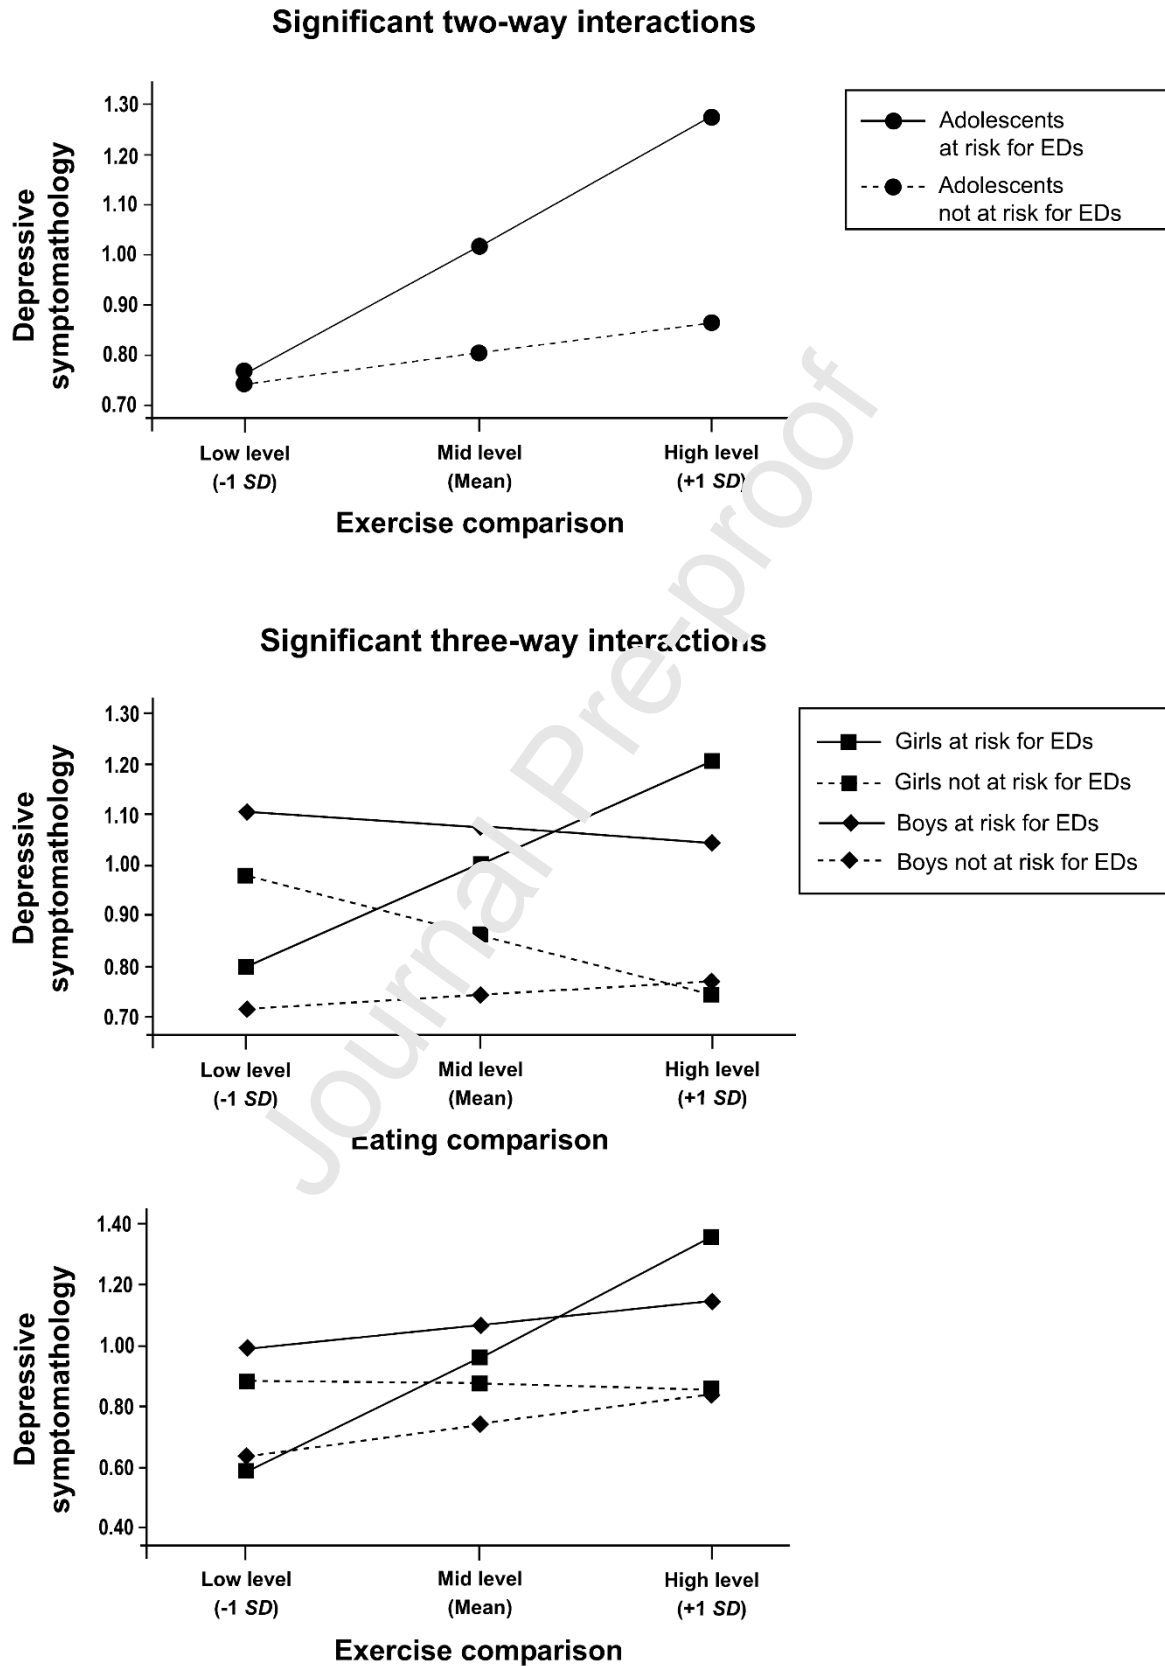 Significant two-way interactions
1.30
1.20
1.10
1.00
0.90
0.80
0.70
Depressive
symptomathology
Low level
(-1 SD)
Mid level
(Mean)
High level
(+1 SD)
Exercise comparison
Adolescents
at risk for EDs
Adolescents
not at risk for EDs
Significant three-way interactions
1.30
1.20
1.10
1.00
0.90
0.80
0.70
Depressive
symptomathology
Low level
(-1 SD)
Mid level
(Mean)
High level
(+1 SD)
Eating comparison
Girls at risk for EDs
Girls not at risk for EDs
Boys at risk for EDs
Boys not at risk for EDs
1.40
1.20
1.00
0.80
0.60
0.40
Depressive
symptomathology
Low level
(-1 SD)
Mid level
(Mean)
High level
(+1 SD)
Exercise comparison
Journal Pre-proof